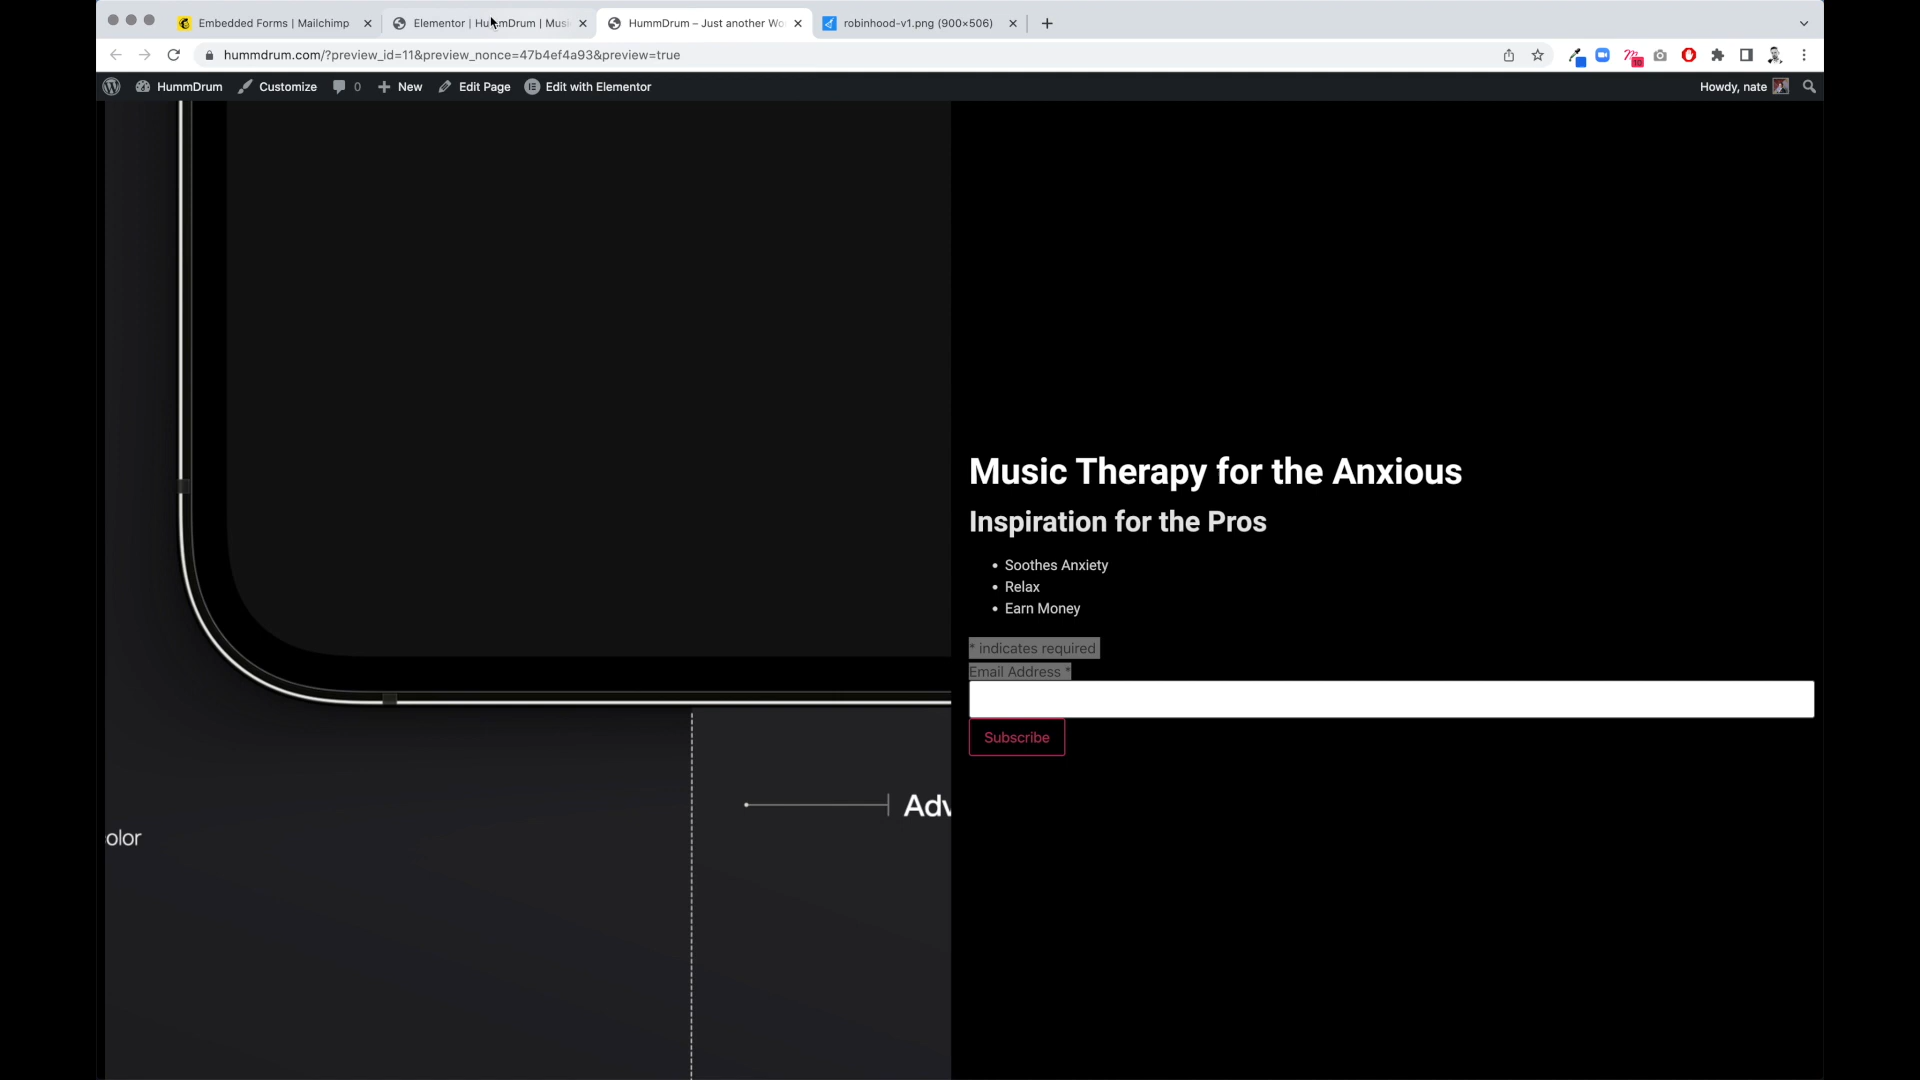 Embedded Forms | Mailchimp
Elementor | HummDrum | Musi
HummDrum – Just another Wo
robinhood-v1.png (900×506)
hummdrum.com/?preview_id=11&preview_nonce=47b4ef4a93&preview=true
10
HummDrum
Customize
0
New
Edit Page
Edit with Elementor
Howdy, nate
Music Therapy for the Anxious
Inspiration for the Pros
• Soothes Anxiety
• Relax
• Earn Money
* indicates required
Email Address *
Subscribe
Adv
olor